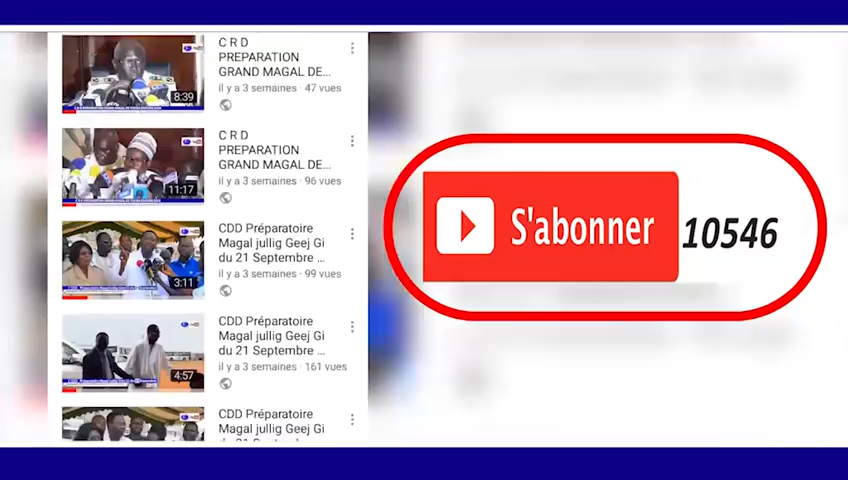 C R D
PREPARATION
GRAND MAGAL DE...
il y a 3 semaines · 47 vues
8:39
C R D
PREPARATION
GRAND MAGAL DE...
il y a 3 semaines · 96 vues
11:17
CDD Préparatoire
Magal jullig Geej Gi
du 21 Septembre ...
il y a 3 semaines · 99 vues
3:11
CDD Préparatoire
Magal jullig Geej Gi
du 21 Septembre ...
il y a 3 semaines · 161 vues
4:57
CDD Préparatoire
Magal jullig Geej Gi
du 21 Septembre ...
S'abonner
10546